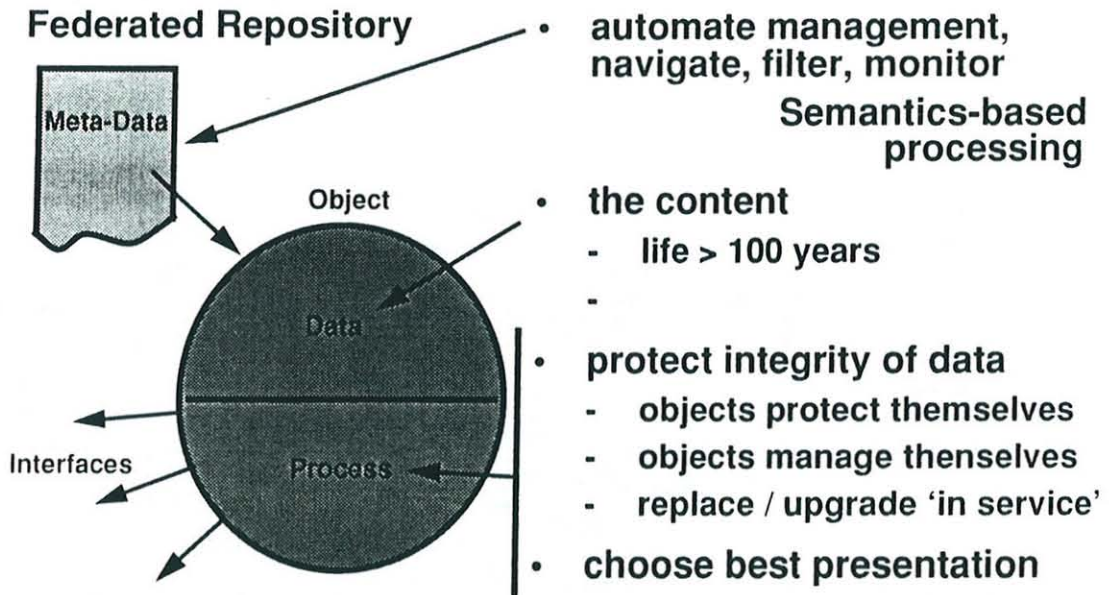 Federated Repository
Meta-Data
Object
Data
Process
Interfaces
• automate management,
navigate, filter, monitor
Semantics-based
processing
• the content
- life > 100 years
-
• protect integrity of data
- objects protect themselves
- objects manage thenselves
- replace / upgrade ‘in service’
• choose best presentation